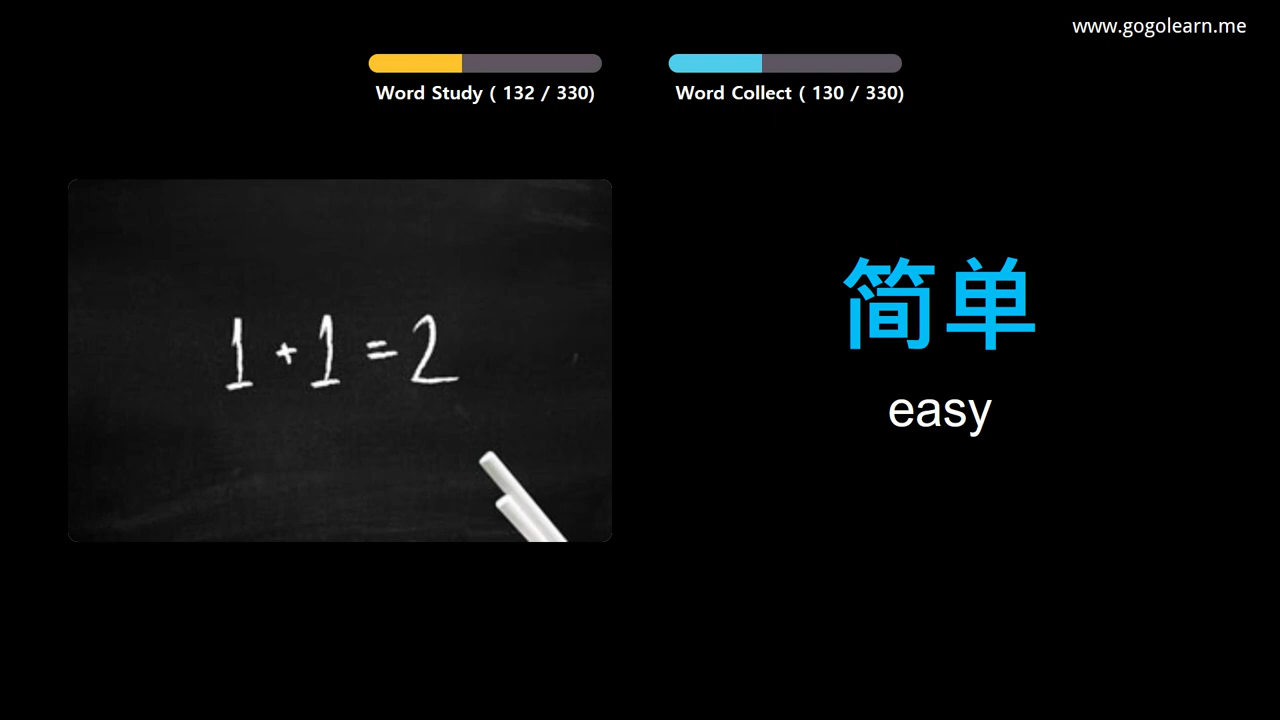 www.gogolearn.me
Word Study ( 132 / 330)
Word Collect ( 130 / 330)
1 + 1 = 2
简单
easy